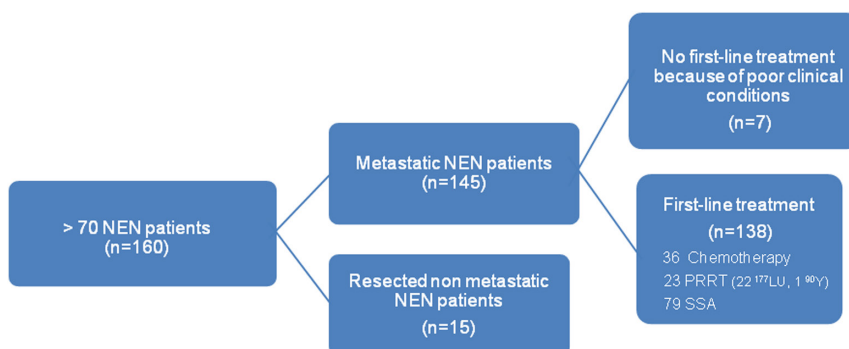 No first-line treatment
because of poor clinical
conditions
(n=7)
Metastatic NEN patients
(n=145)
> 70 NEN patients
(n=160)
First-line treatment
(n=138)
36 Chemotherapy
23 PRRT (22 ¹⁷⁷LU, 1 ⁹⁰Y)
79 SSA
Resected non metastatic
NEN patients
(n=15)